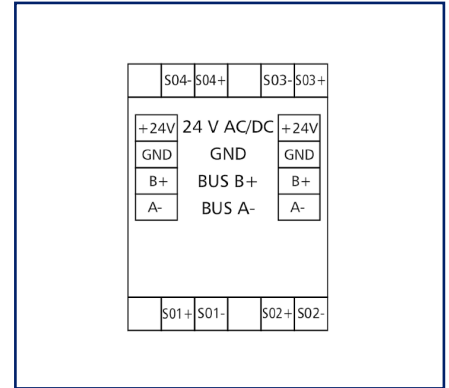 S04- S04+ S03- S03+
+24V 24 V AC/DC +24V
GND GND GND
B+ BUS B+ B+
A- BUS A- A-
S01+ S01- S02+ S02-